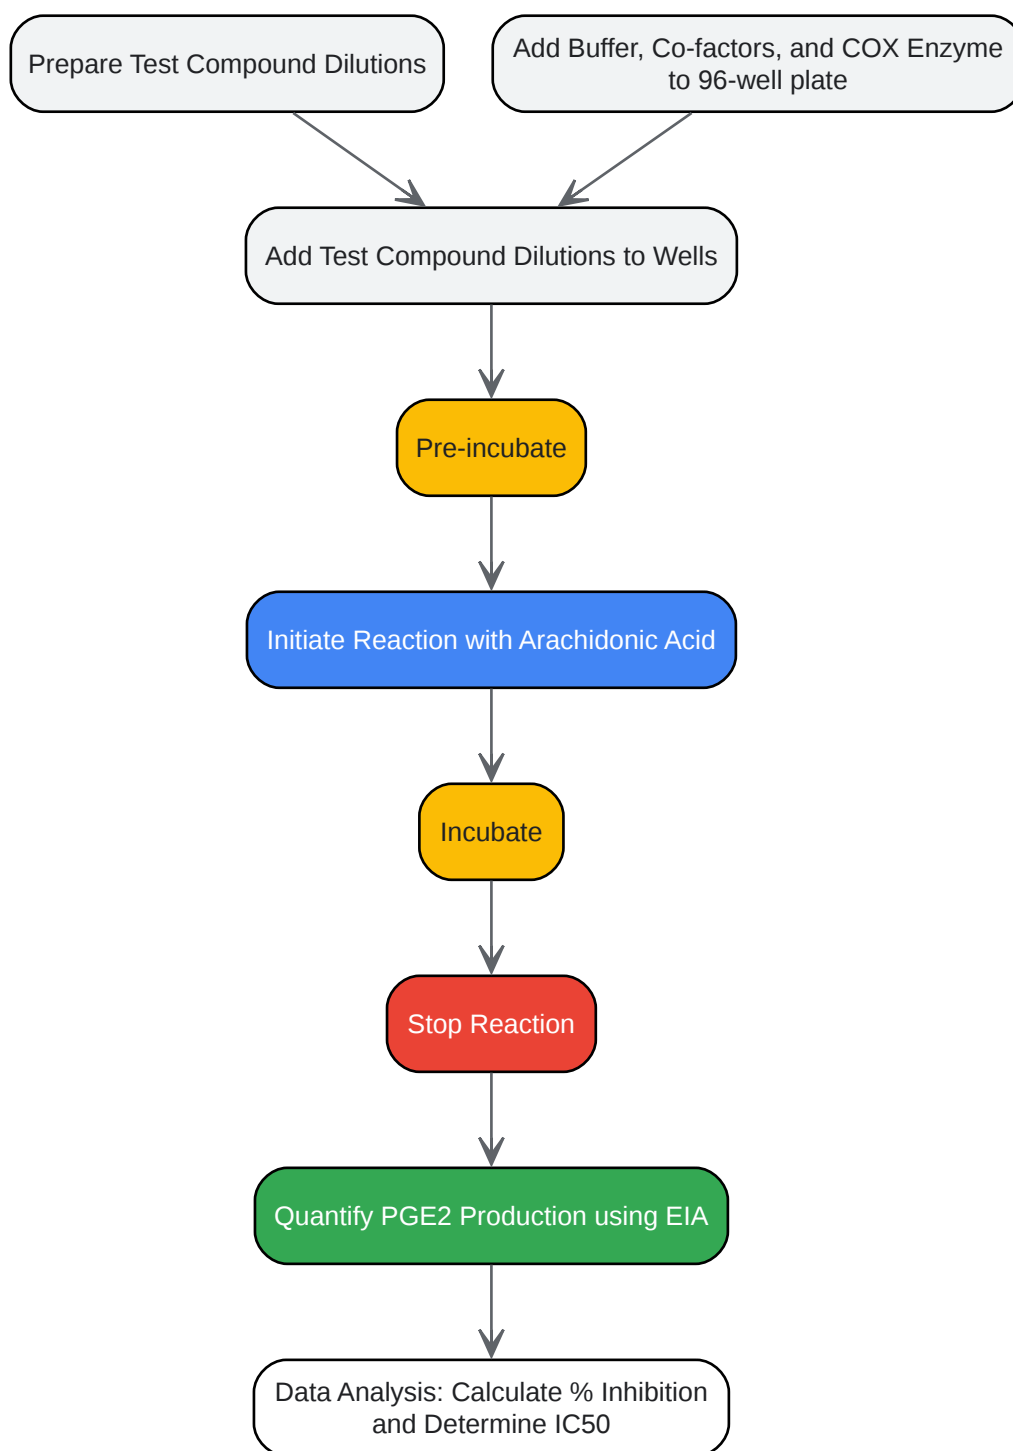 Prepare Test Compound Dilutions
Add Buffer, Co-factors, and COX Enzyme
to 96-well plate
Add Test Compound Dilutions to Wells
Pre-incubate
Initiate Reaction with Arachidonic Acid
Incubate
Stop Reaction
Quantify PGE2 Production using EIA
Data Analysis: Calculate % Inhibition
and Determine IC50